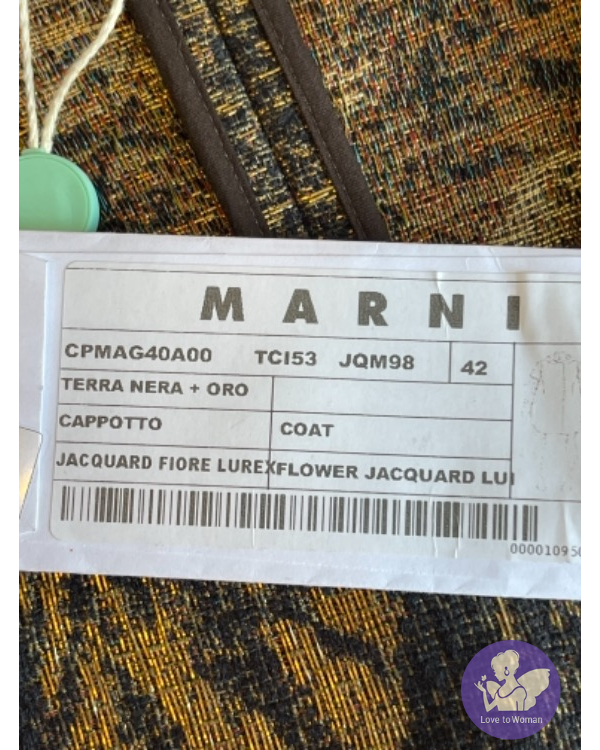 MARNI
CPMAG40A00 TCI53 JQM98 42
TERRA NERA + ORO
CAPPOTTO COAT
JACQUARD FIORE LUREX FLOWER JACQUARD LU
0000109
Love to Woman